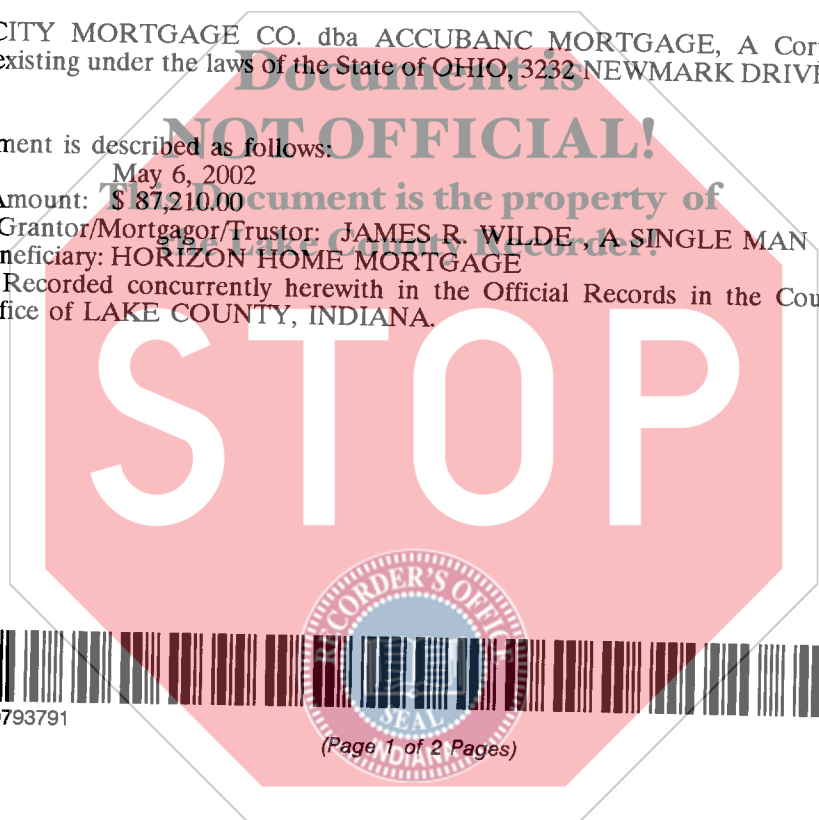 CITY MORTGAGE CO. dba ACCUBANC MORTGAGE, A Cor
existing under the laws of the State of OHIO, 3232 NEWMARK DRIVE
Document is
NOT OFFICIAL!
This Document is the property of
the Lake County Recorder!
ment is described as follows:
May 6, 2002
Amount: $ 87,210.00
Grantor/Mortgagor/Trustor: JAMES R. WILDE , A SINGLE MAN
neficiary: HORIZON HOME MORTGAGE
Recorded concurrently herewith in the Official Records in the Cou
fice of LAKE COUNTY, INDIANA.
STOP
RECORDER'S OFFICE
SEAL
INDIANA
793791
(Page 1 of 2 Pages)